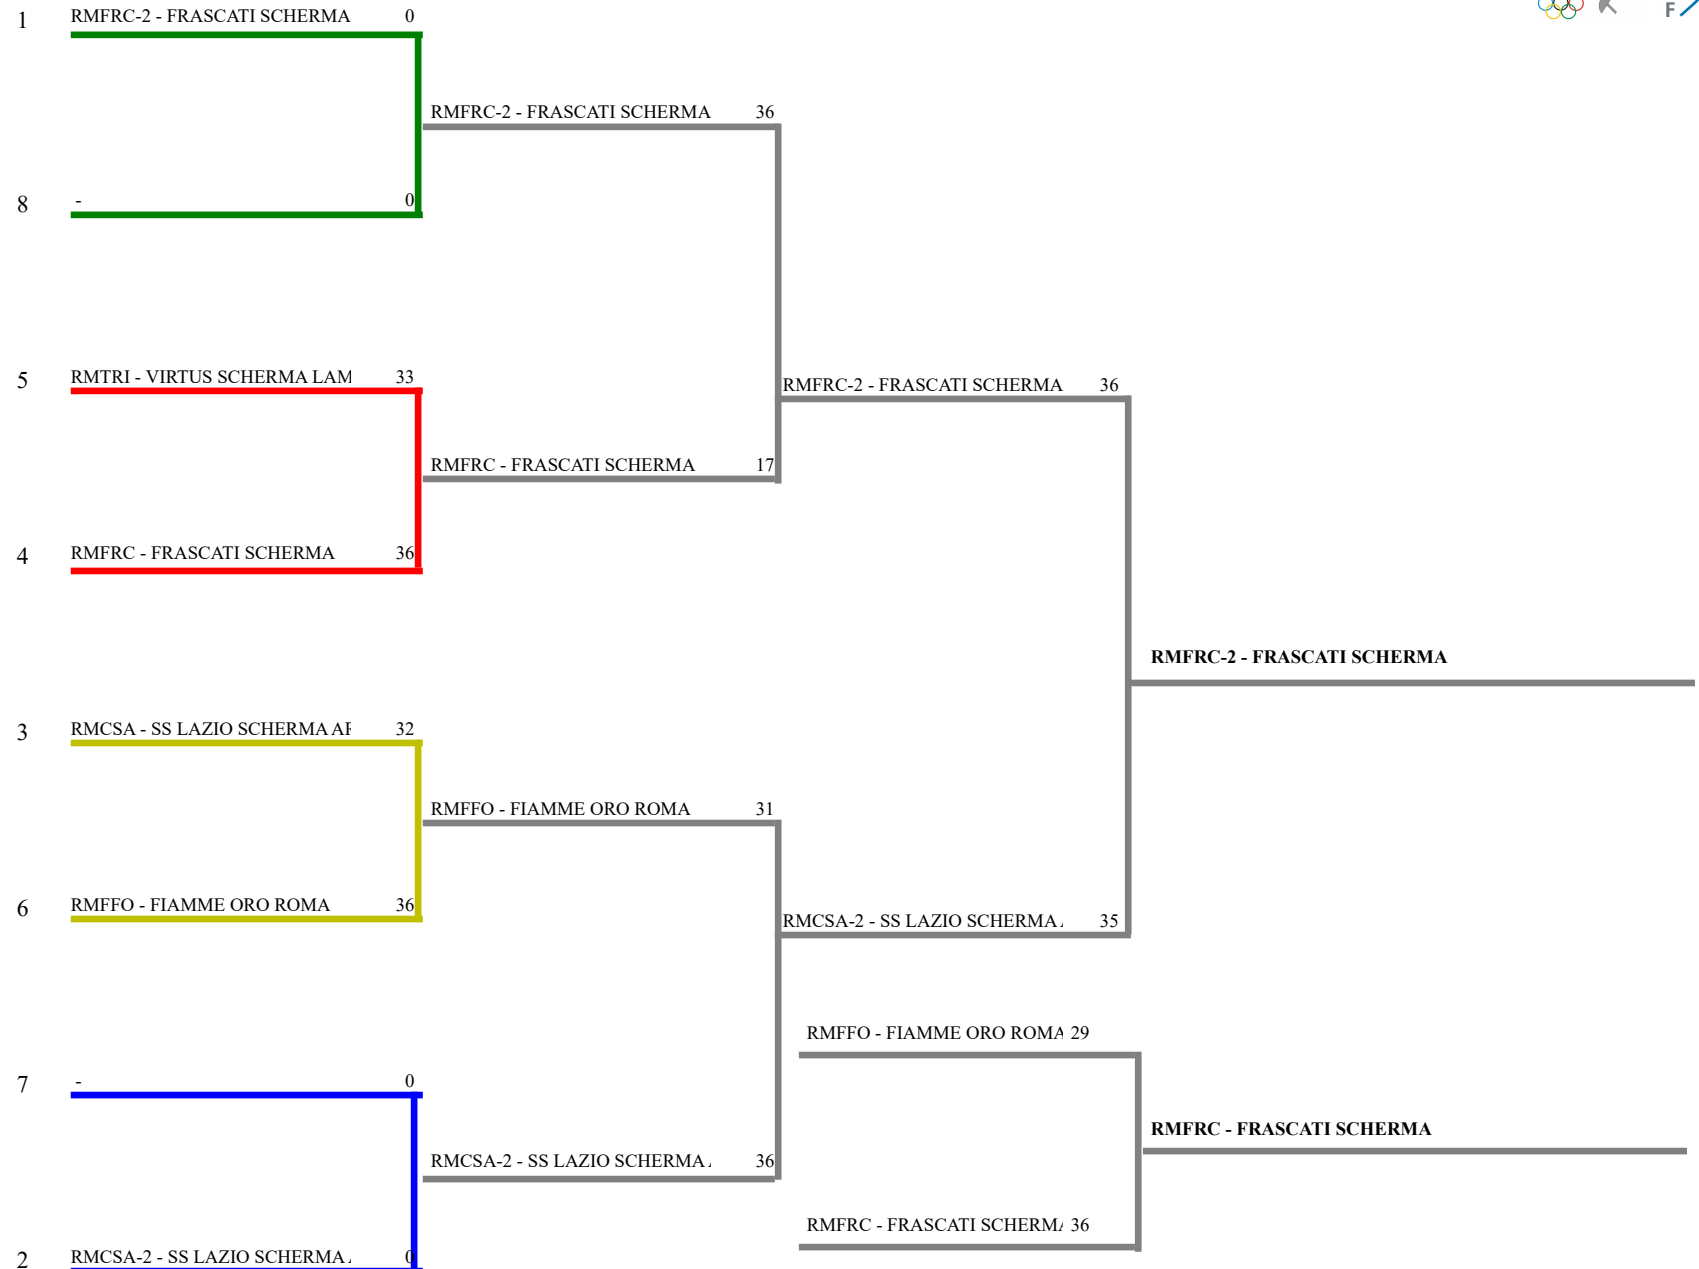 1 RMFRC-2 - FRASCATI SCHERMA 0
F
RMFRC-2 - FRASCATI SCHERMA 36
8 - 0
5 RMTRI - VIRTUS SCHERMA LAM 33
RMFRC-2 - FRASCATI SCHERMA 36
RMFRC - FRASCATI SCHERMA 17
4 RMFRC - FRASCATI SCHERMA 36
RMFRC-2 - FRASCATI SCHERMA
3 RMCSA - SS LAZIO SCHERMA 32
RMFFO - FIAMME ORO ROMA 31
6 RMFFO - FIAMME ORO ROMA 36
RMCSA-2 - SS LAZIO SCHERMA 35
RMFFO - FIAMME ORO ROMA 29
7 - 0
RMFRC - FRASCATI SCHERMA
RMCSA-2 - SS LAZIO SCHERMA 36
RMFRC - FRASCATI SCHERMA 36
2 RMCSA-2 - SS LAZIO SCHERMA 0